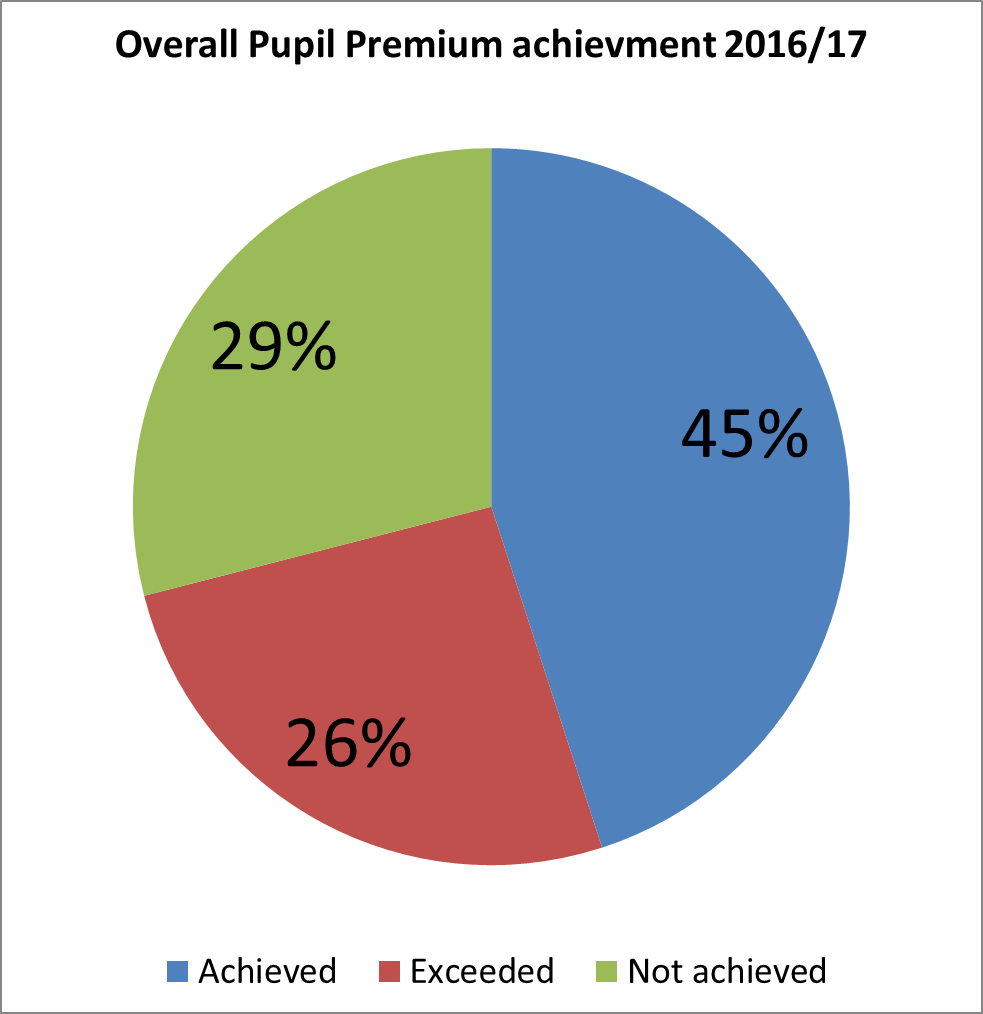 Overall Pupil Premium achievment 2016/17
29%
45%
26%
Achieved Exceeded Not achieved